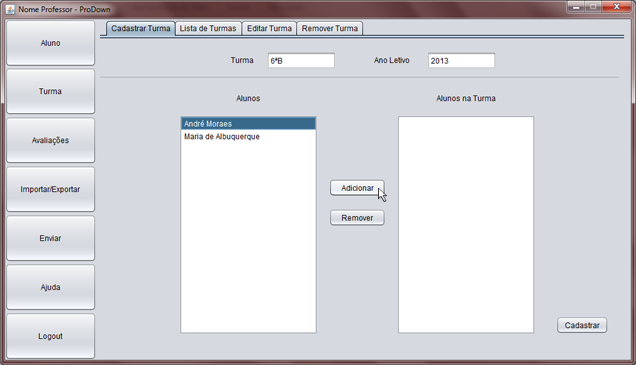 Nome Professor - ProDown
Aluno
Turma
Avaliações
Importar/Exportar
Enviar
Ajuda
Logout
Cadastrar Turma Lista de Turmas Editar Turma Remover Turma
Turma 6ªB Ano Letivo 2013
Alunos Alunos na Turma
André Moraes
Maria de Albuquerque
Adicionar
Remover
Cadastrar